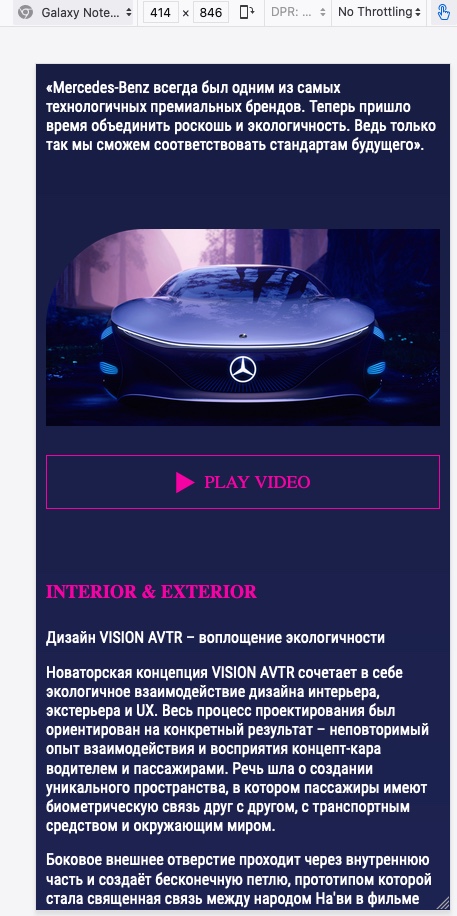 Galaxy Note... 414 × 846 DPR: ... No Throttling
«Mercedes-Benz всегда был одним из самых
технологичных премиальных брендов. Теперь пришло
время объединить роскошь и экологичность. Ведь только
так мы сможем соответствовать стандартам будущего».
PLAY VIDEO
INTERIOR & EXTERIOR
Дизайн VISION AVTR – воплощение экологичности
Новаторская концепция VISION AVTR сочетает в себе
экологичное взаимодействие дизайна интерьера,
экстерьера и UX. Весь процесс проектирования был
ориентирован на конкретный результат – неповторимый
опыт взаимодействия и восприятия концепт-кара
водителем и пассажирами. Речь шла о создании
уникального пространства, в котором пассажиры имеют
биометрическую связь друг с другом, с транспортным
средством и окружающим миром.
Боковое внешнее отверстие проходит через внутреннюю
часть и создаёт бесконечную петлю, прототипом которой
стала священная связь между народом На'ви в фильме